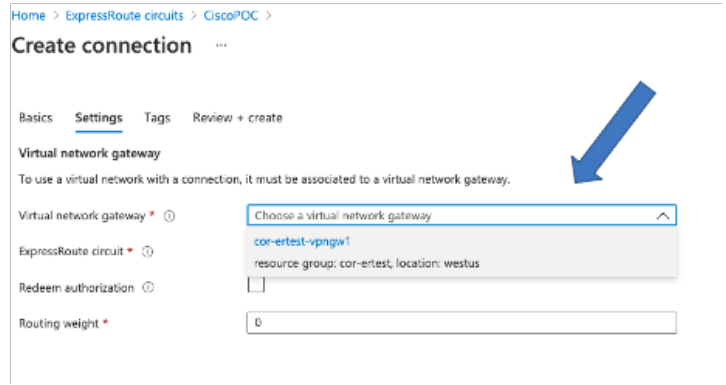 Home > ExpressRoute circuits > CiscoPOC >
Create connection ...
Basics Settings Tags Review + create
Virtual network gateway
To use a virtual network with a connection, it must be associated to a virtual network gateway.
Virtual network gateway * Choose a virtual network gateway
cor-ertest-vpngw1
ExpressRoute circuit * resource group: cor-ertest, location: westus
Redeem authorization
Routing weight * 0